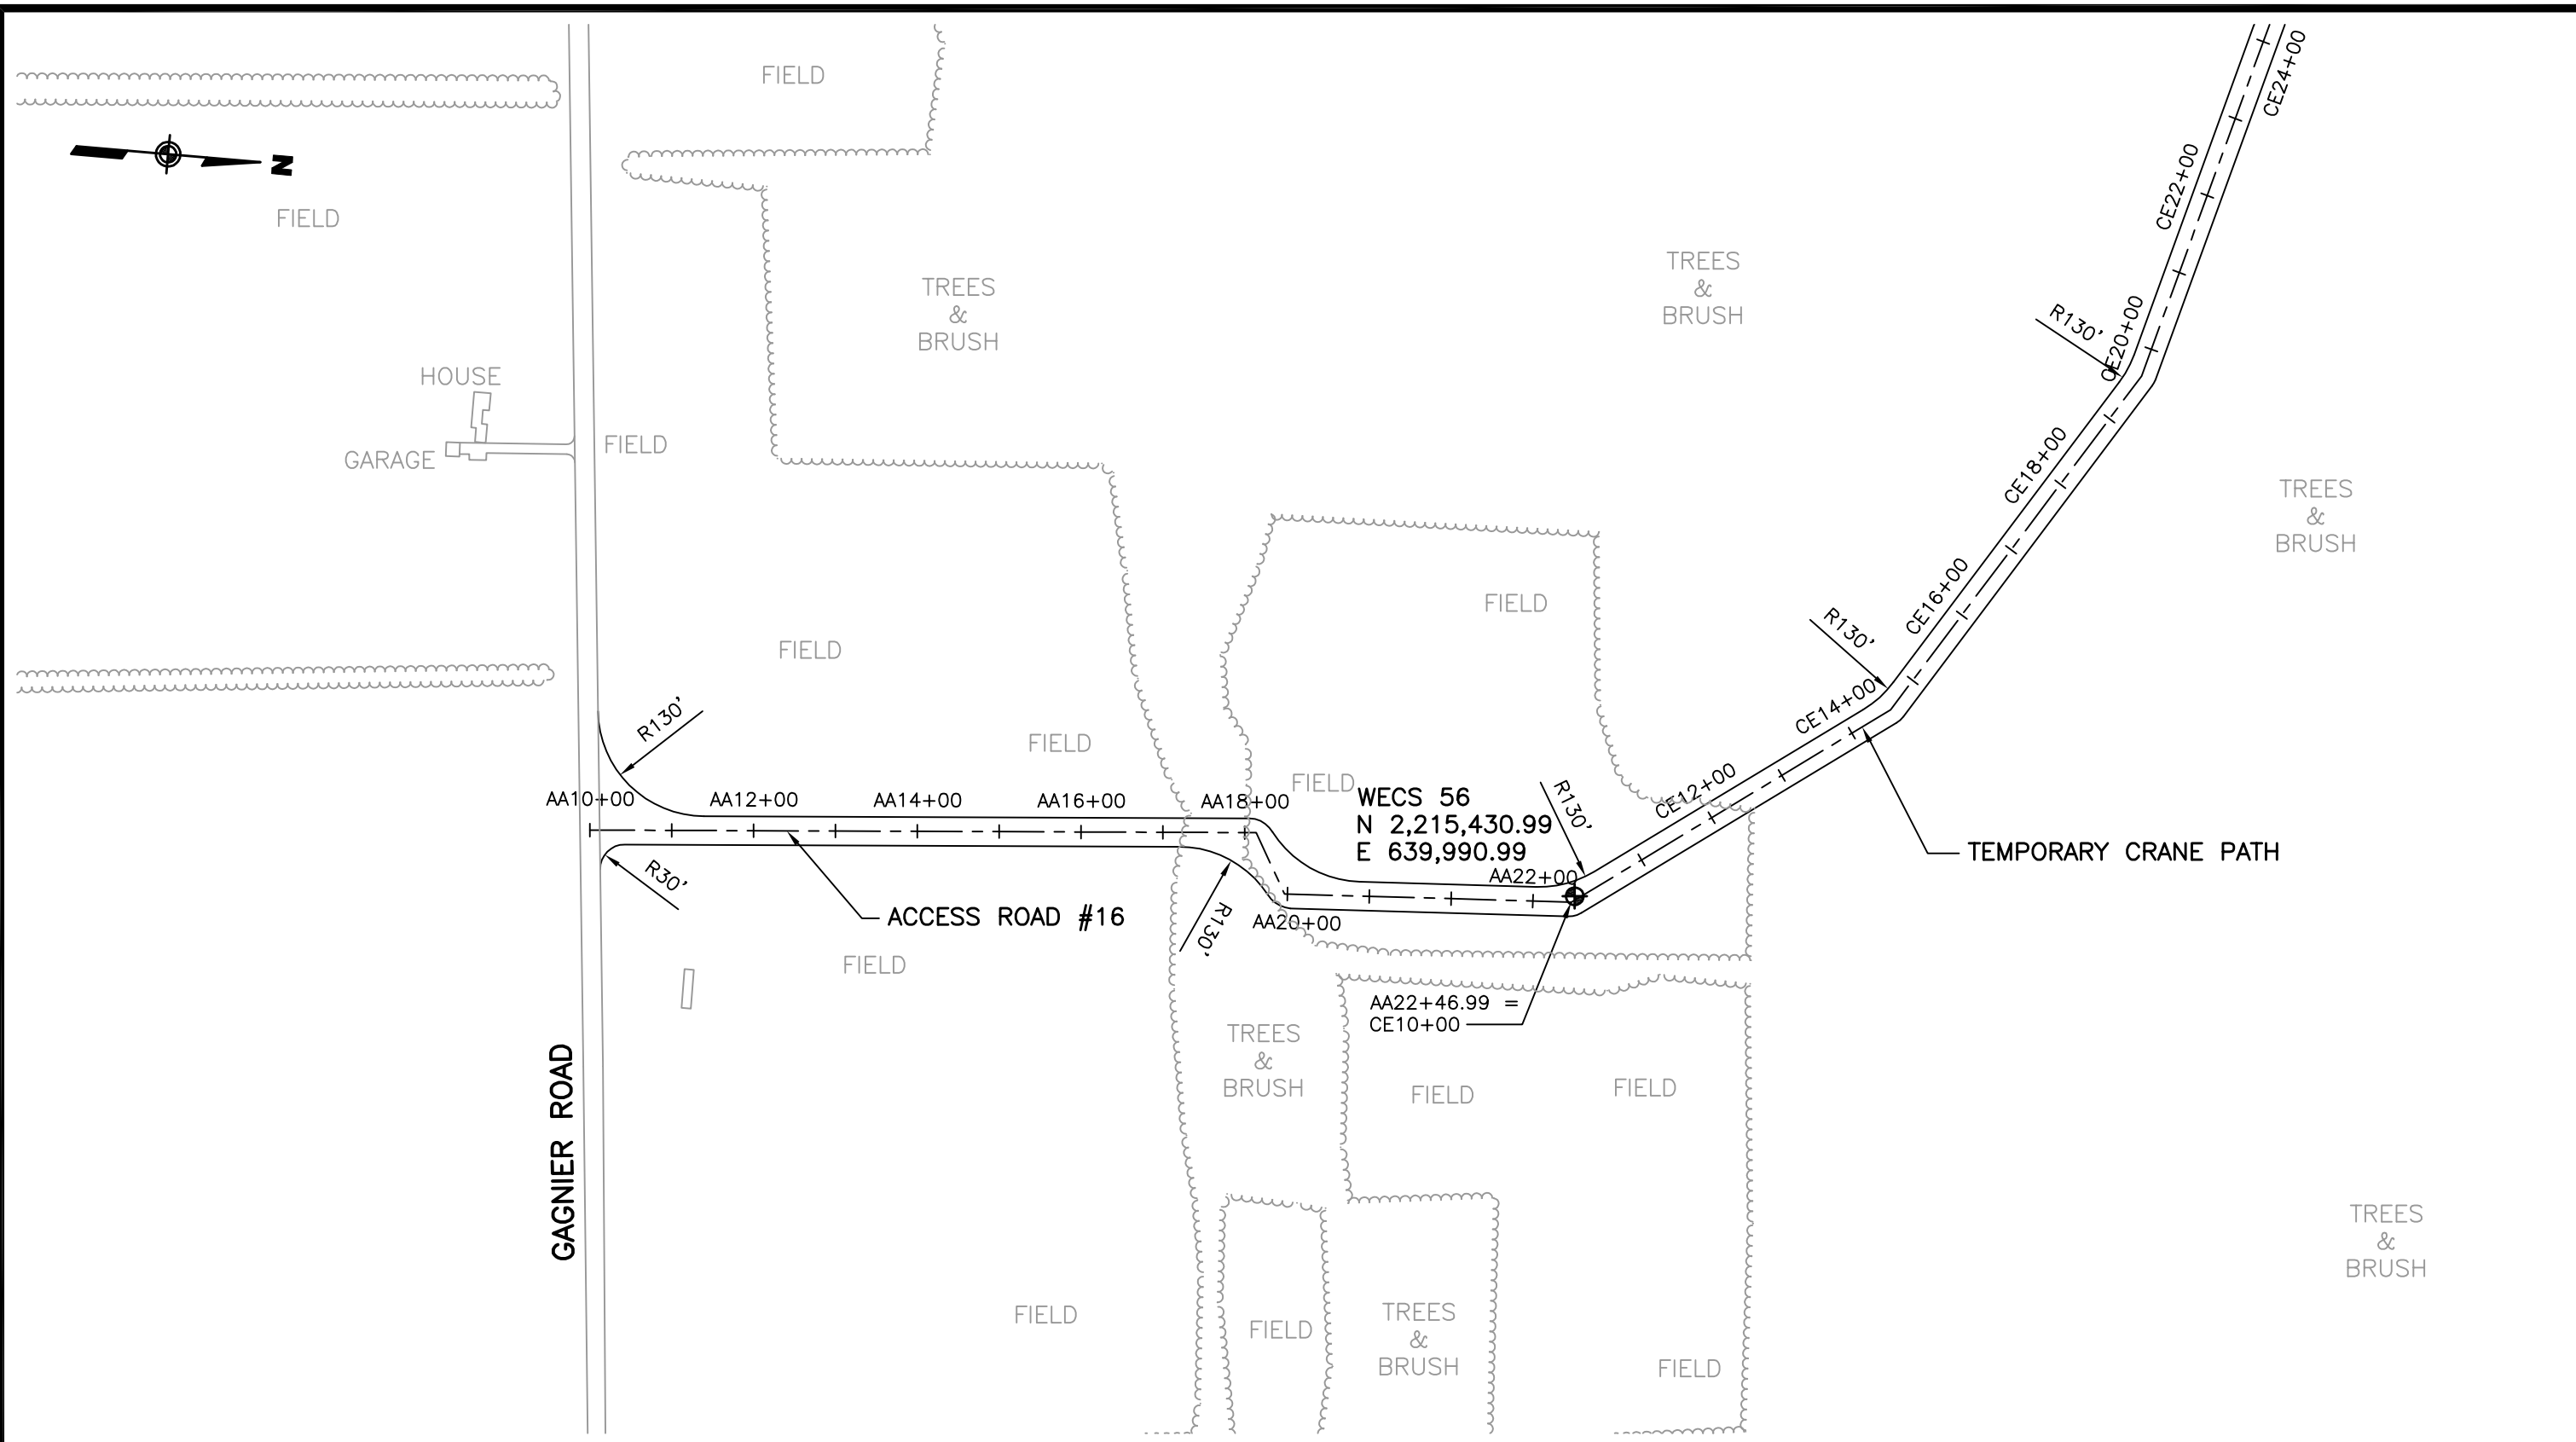 FIELD
N
FIELD
TREES
&
BRUSH
TREES
&
BRUSH
CE24+00
CE22+00
CE20+00
R130'
HOUSE
GARAGE
FIELD
CE18+00
TREES
&
BRUSH
CE16+00
R130'
CE14+00
FIELD
FIELD
FIELD
R130'
FIELD
CE12+00
R130'
AA10+00
AA12+00
AA14+00
AA16+00
AA18+00
WECS 56
N 2,215,430.99
E 639,990.99
TEMPORARY CRANE PATH
R30'
AA22+00
ACCESS ROAD #16
AA20+00
R130'
FIELD
AA22+46.99 =
CE10+00
GAGNIER ROAD
TREES
&
BRUSH
FIELD
FIELD
TREES
&
BRUSH
FIELD
FIELD
TREES
&
BRUSH
FIELD